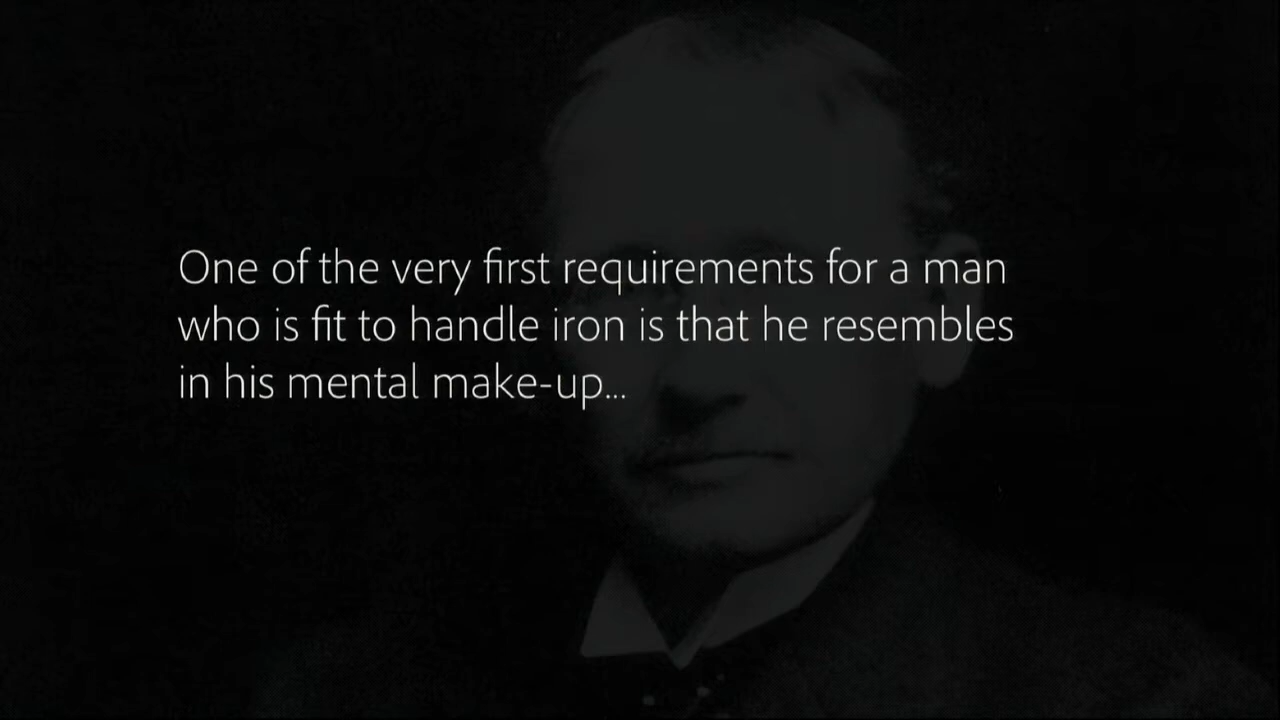 One of the very first requirements for a man
who is fit to handle iron is that he resembles
in his mental make-up...